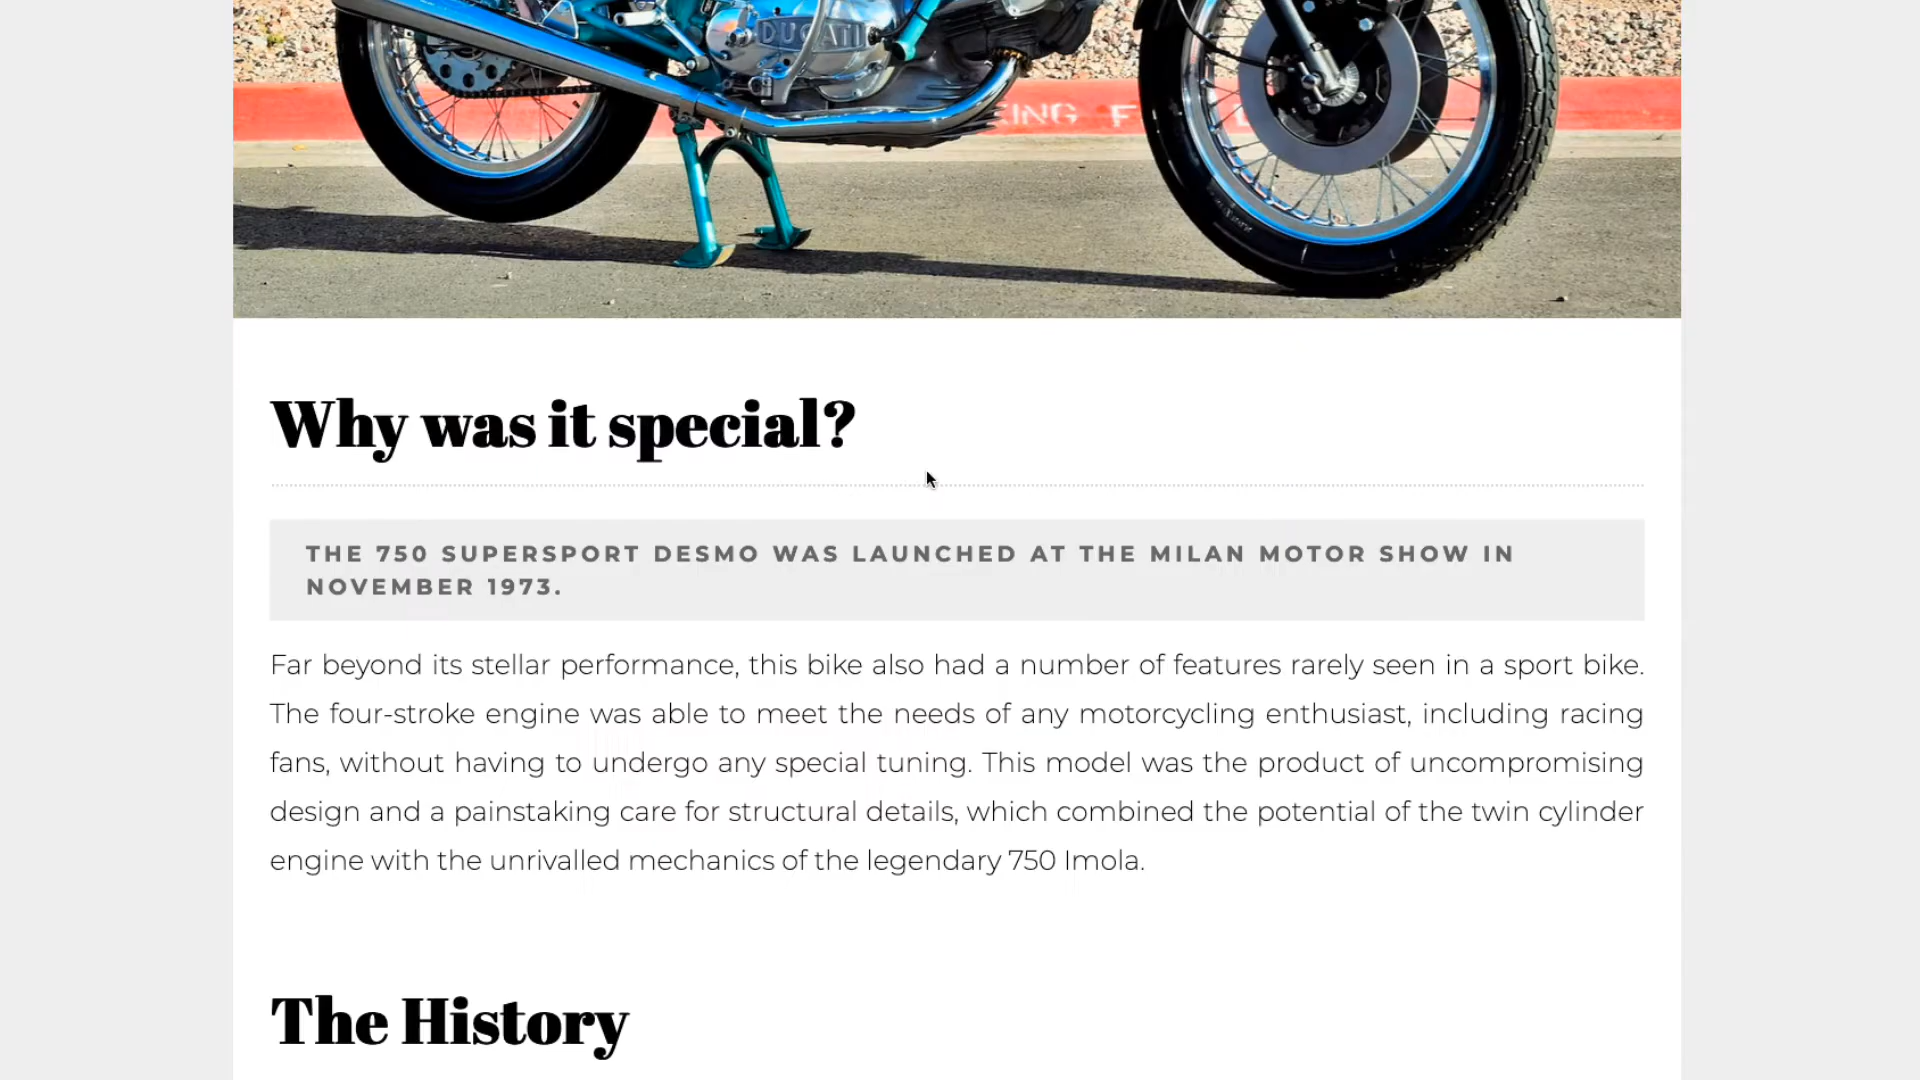 DUCATI
KING F
Why was it special?
THE 750 SUPERSPORT DESMO WAS LAUNCHED AT THE MILAN MOTOR SHOW IN
NOVEMBER 1973.
Far beyond its stellar performance, this bike also had a number of features rarely seen in a sport bike.
The four-stroke engine was able to meet the needs of any motorcycling enthusiast, including racing
fans, without having to undergo any special tuning. This model was the product of uncompromising
design and a painstaking care for structural details, which combined the potential of the twin cylinder
engine with the unrivalled mechanics of the legendary 750 Imola.
The History